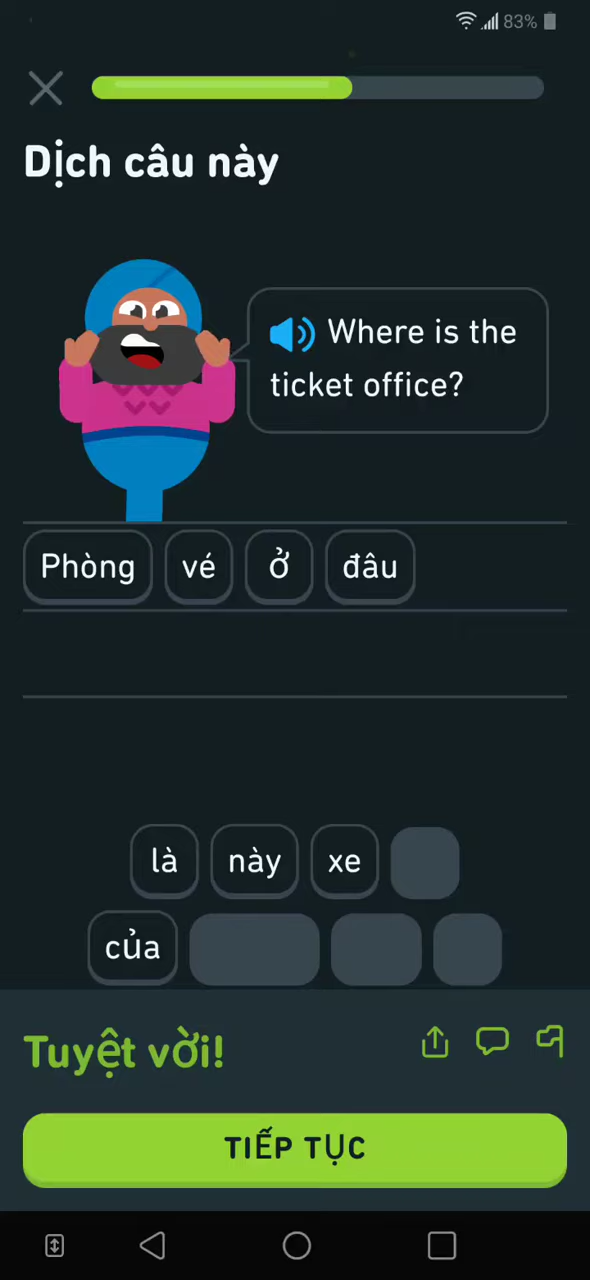 83%
Dịch câu này
Where is the
ticket office?
Phòng vé ở đâu
là này xe
của
Tuyệt vời!
TIẾP TỤC